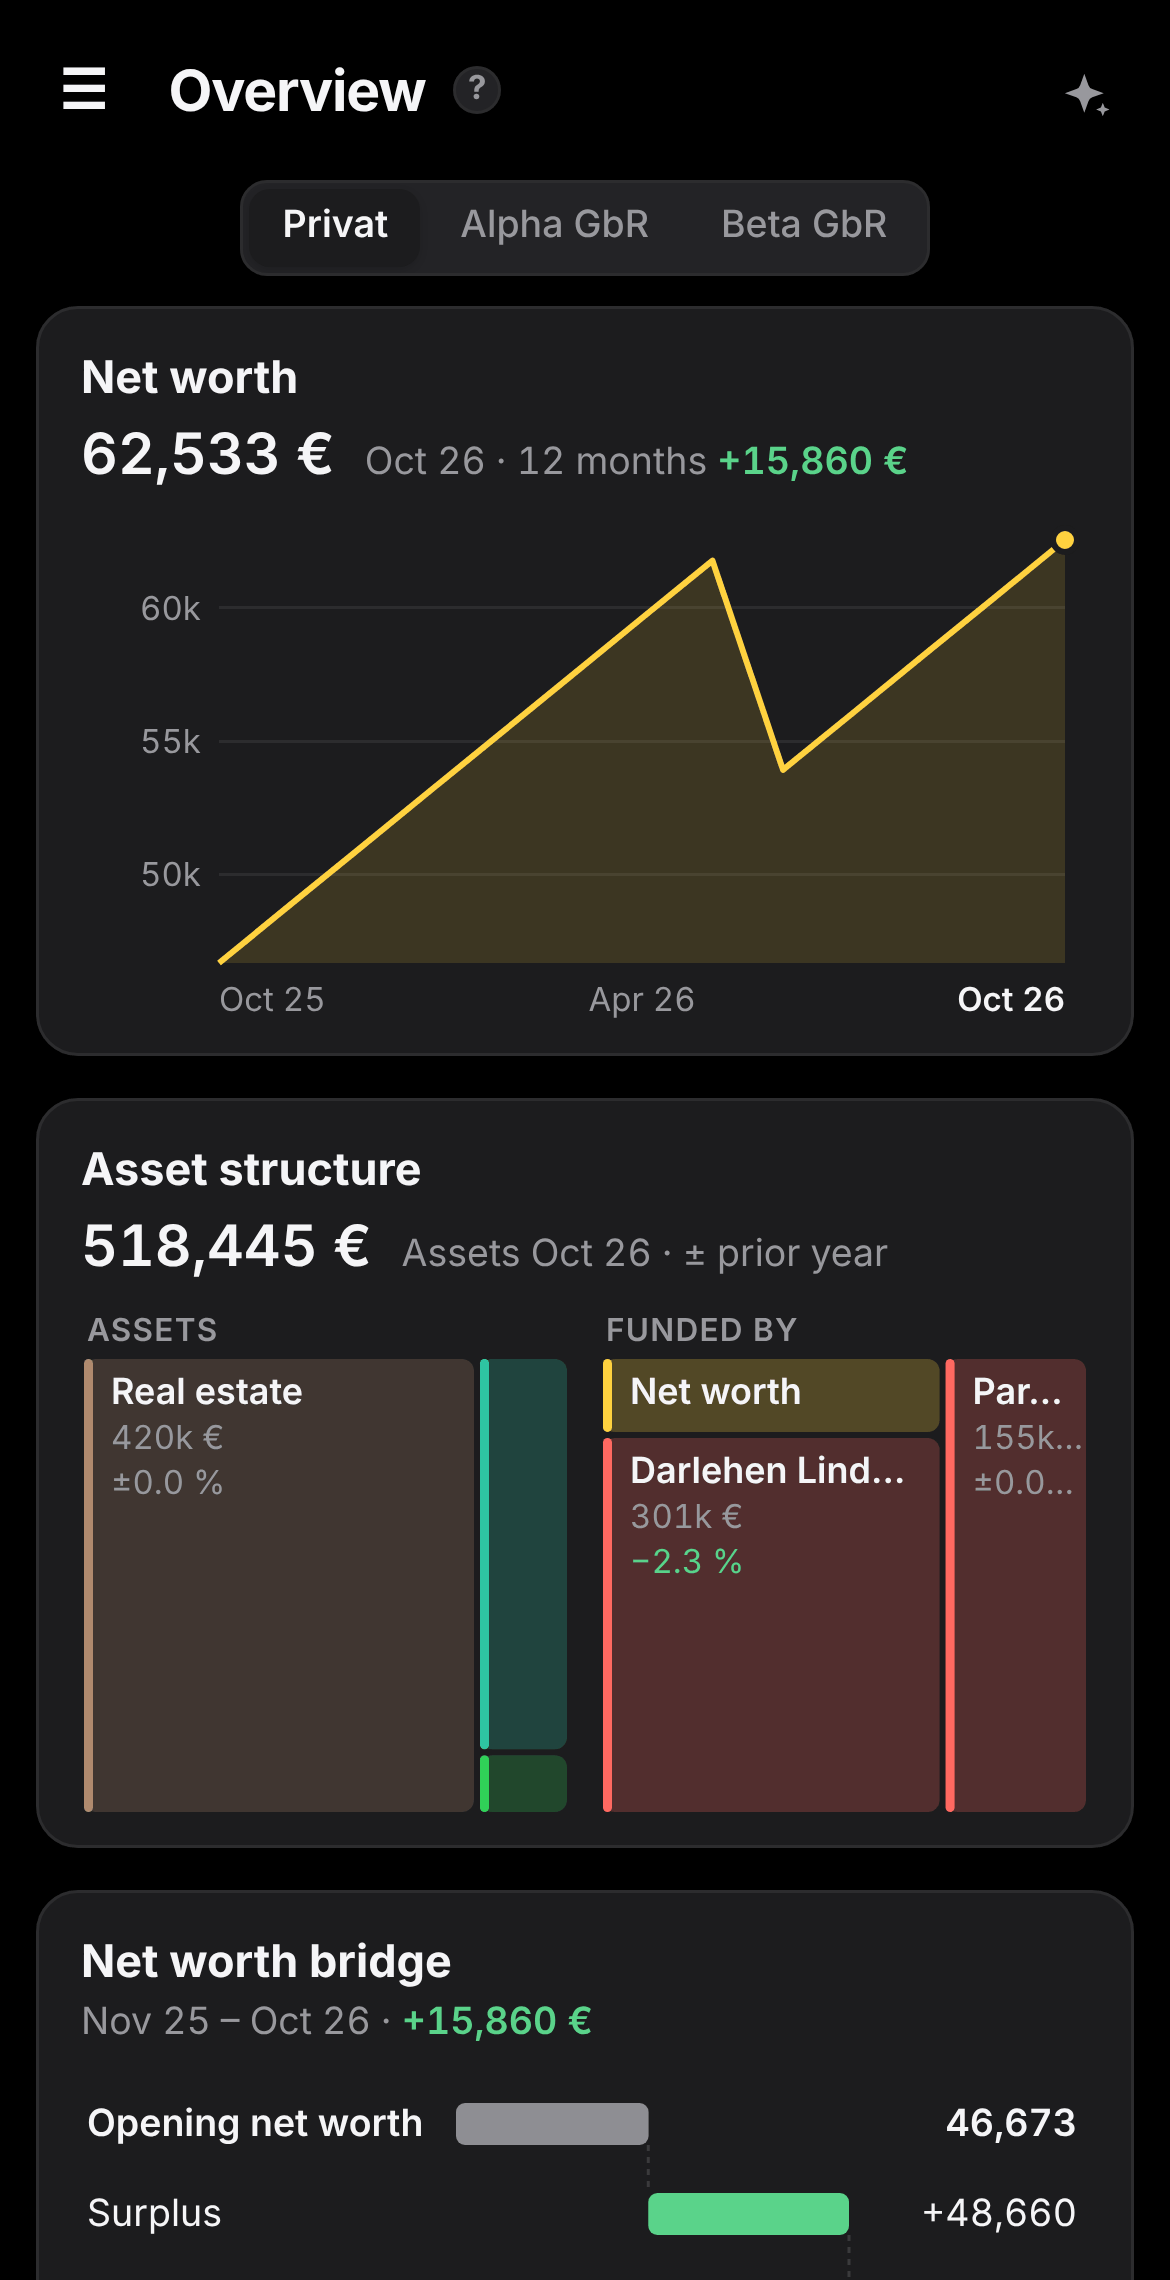 Overview ?
Privat Alpha GbR Beta GbR
Net worth
62,533 € Oct 26 · 12 months +15,860 €
60k
55k
50k
Oct 25 Apr 26 Oct 26
Asset structure
518,445 € Assets Oct 26 · ± prior year
ASSETS
Real estate
420k €
±0.0 %
FUNDED BY
Net worth
Darlehen Lind...
301k €
−2.3 %
Par...
155k...
±0.0...
Net worth bridge
Nov 25 – Oct 26 · +15,860 €
Opening net worth 46,673
Surplus +48,660